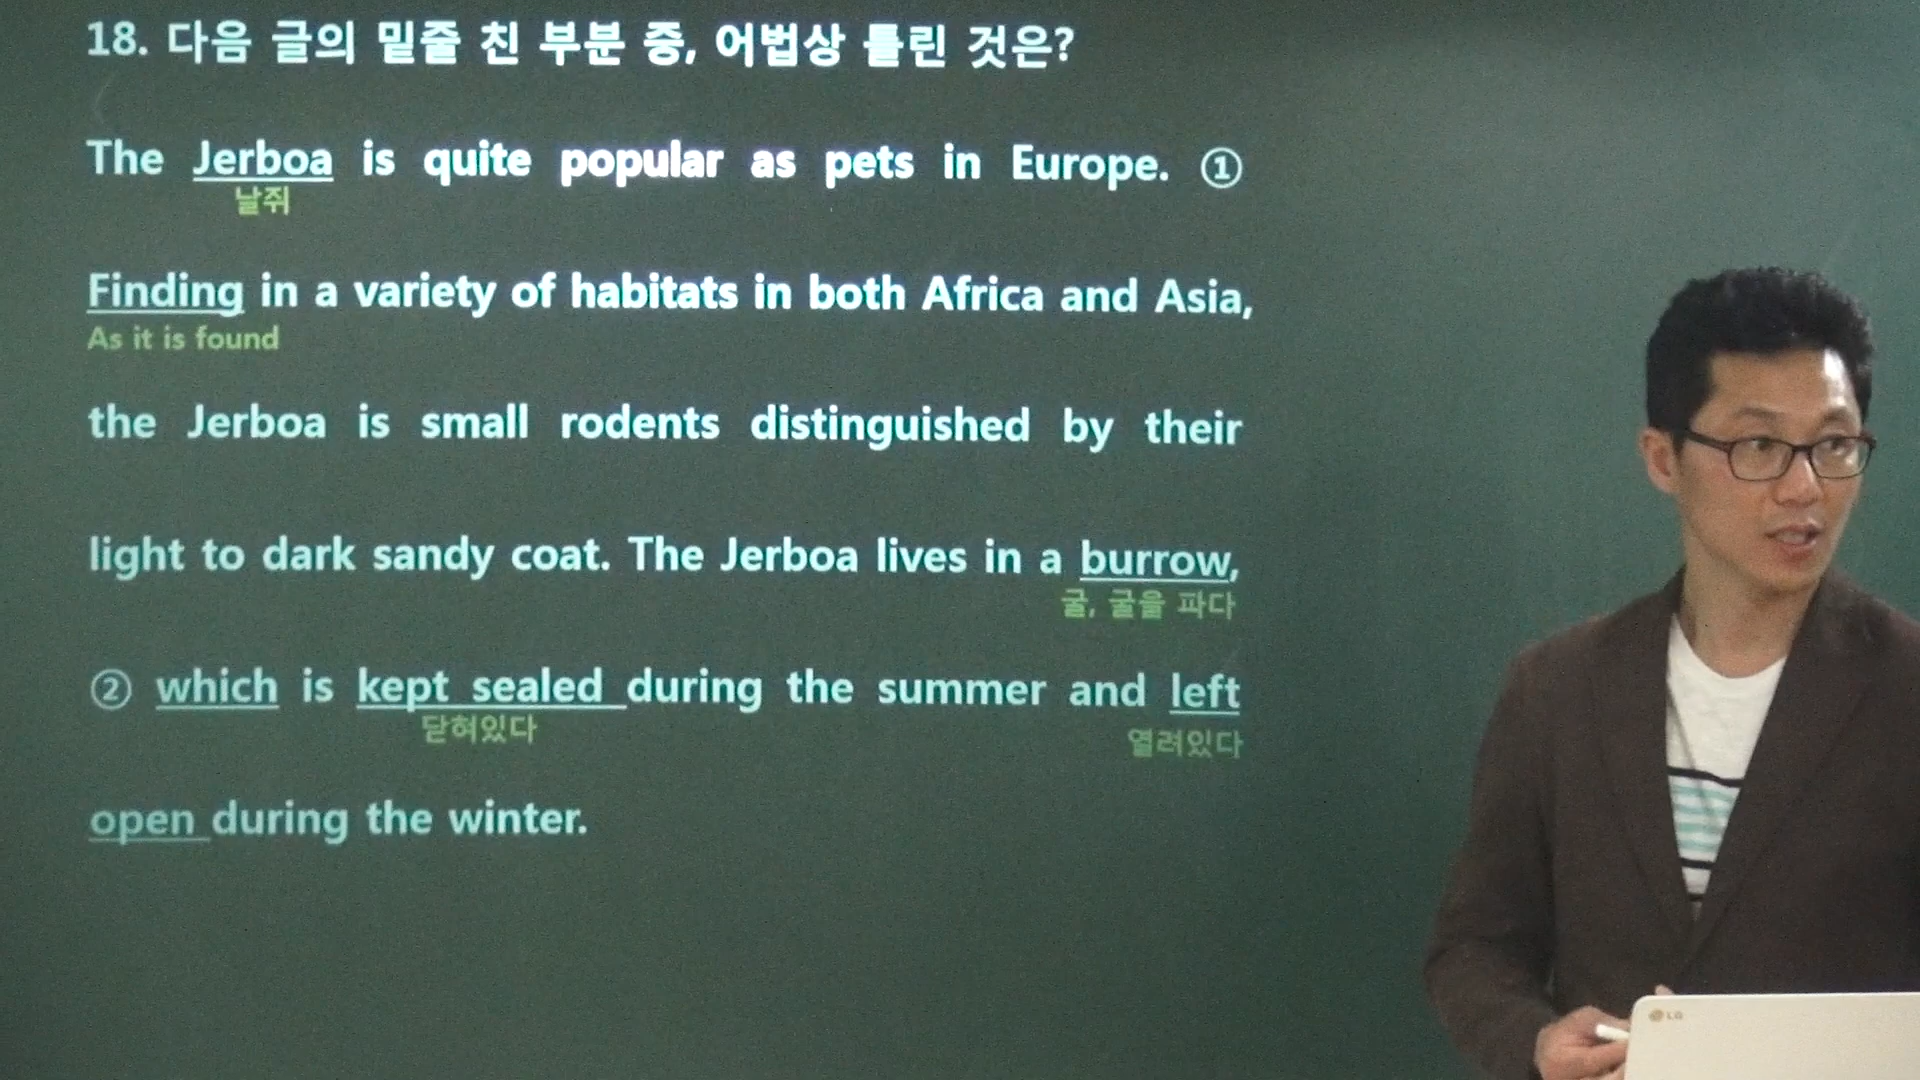 18. 다음 글의 밑줄 친 부분 중, 어법상 틀린 것은?
The Jerboa is quite popular as pets in Europe. ①
날쥐
Finding in a variety of habitats in both Africa and Asia,
As it is found
the Jerboa is small rodents distinguished by their
light to dark sandy coat. The Jerboa lives in a burrow,
굴, 굴을 파다
② which is kept sealed during the summer and left
닫혀있다 열려있다
open during the winter.
LG